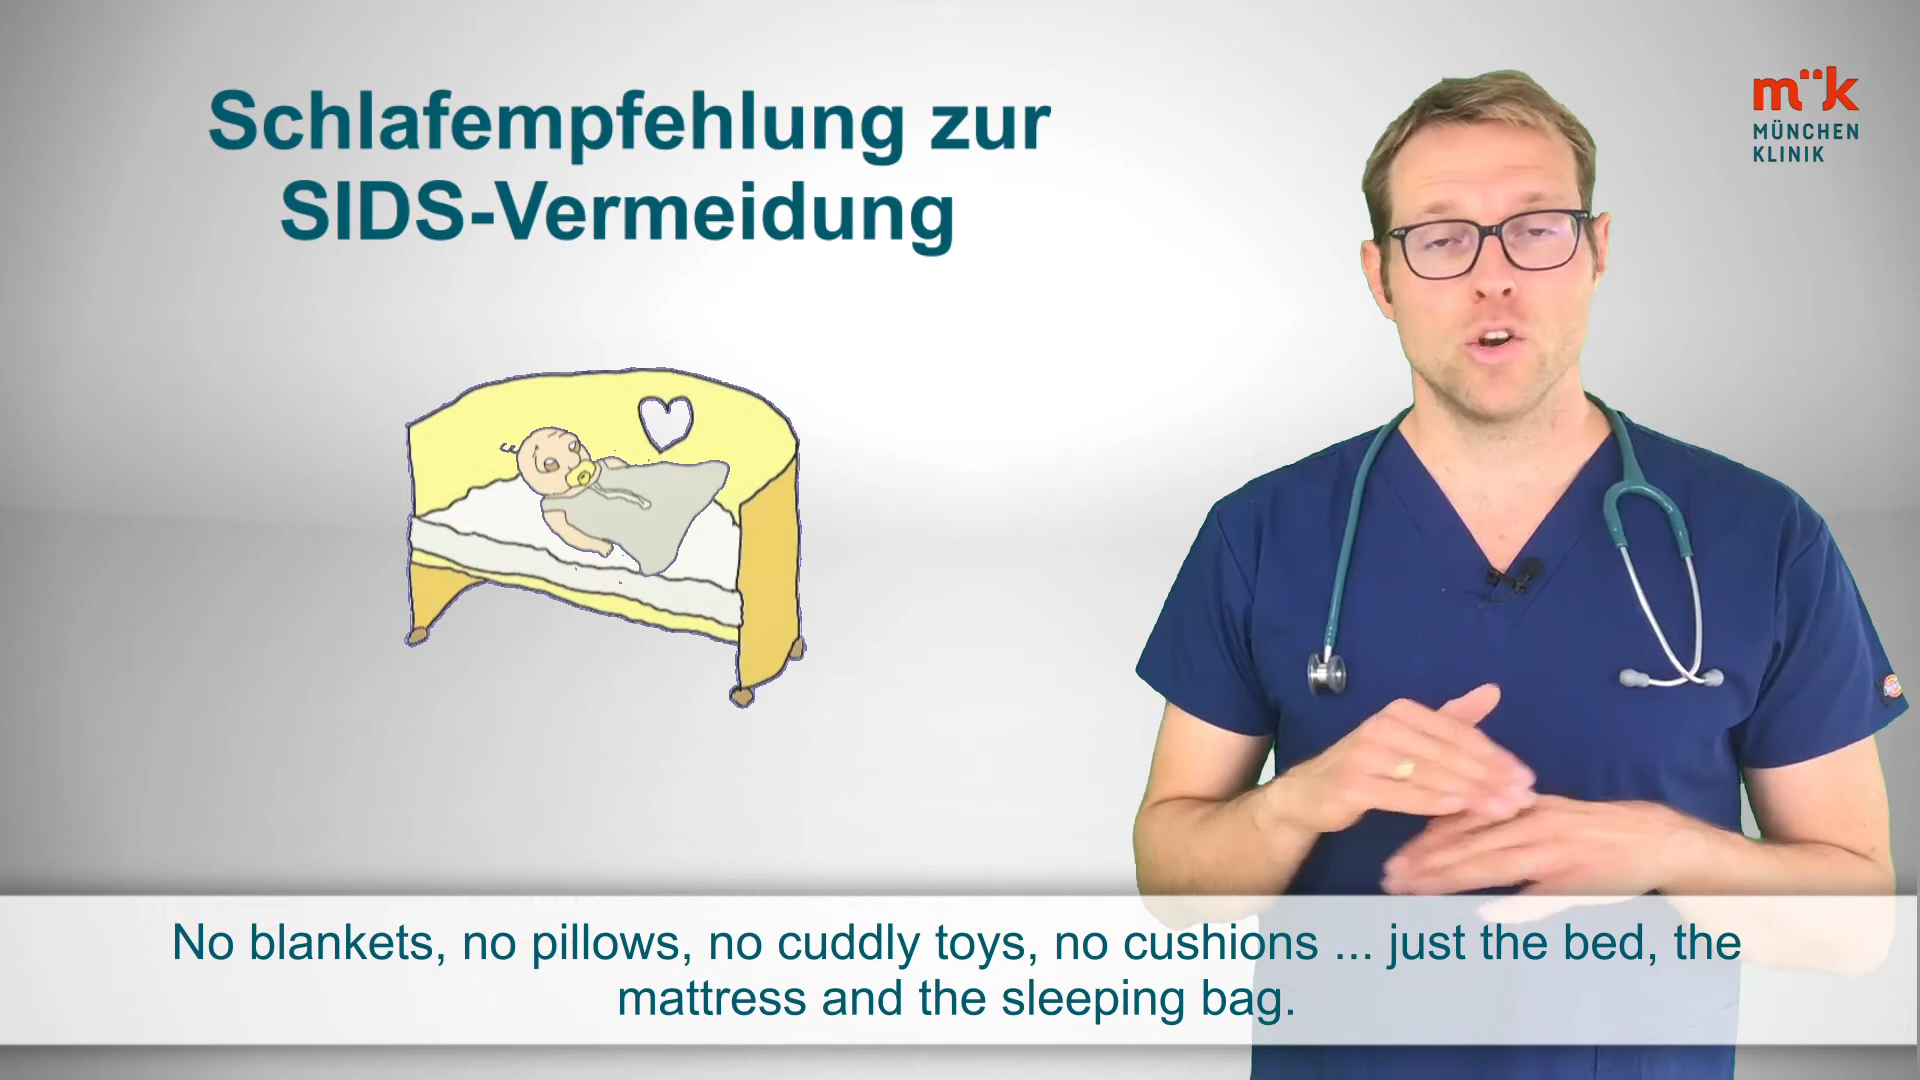 Schlafempfehlung zur
SIDS-Vermeidung
m̈k
MÜNCHEN
KLINIK
No blankets, no pillows, no cuddly toys, no cushions ... just the bed, the
mattress and the sleeping bag.